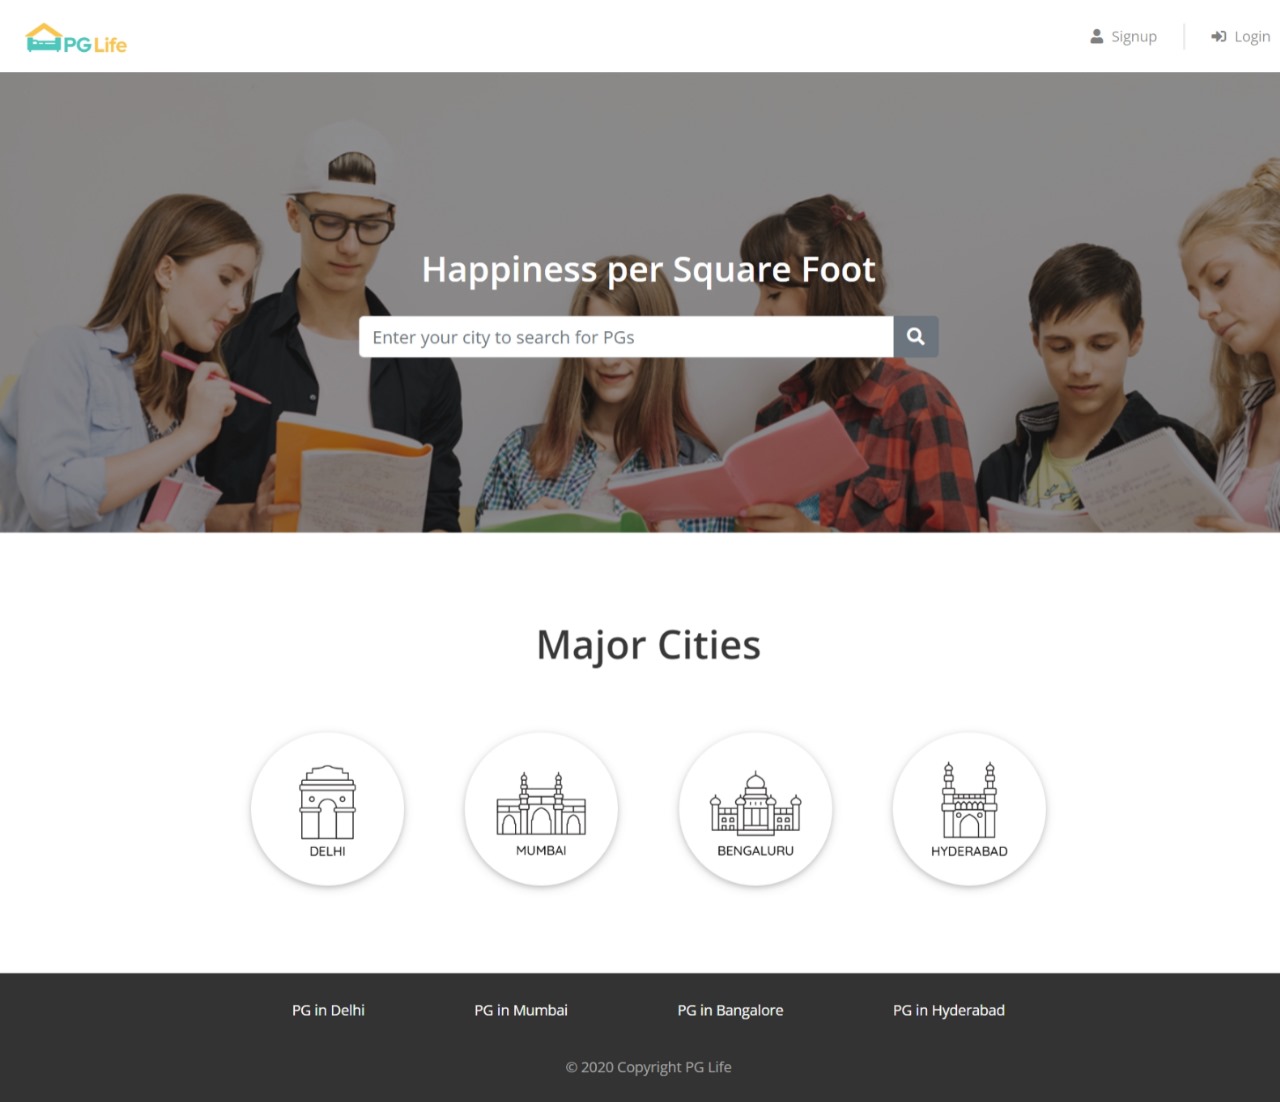 PG Life
Signup
Login
Happiness per Square Foot
Enter your city to search for PGs
Major Cities
DELHI
MUMBAI
BENGALURU
HYDERABAD
PG in Delhi
PG in Mumbai
PG in Bangalore
PG in Hyderabad
© 2020 Copyright PG Life